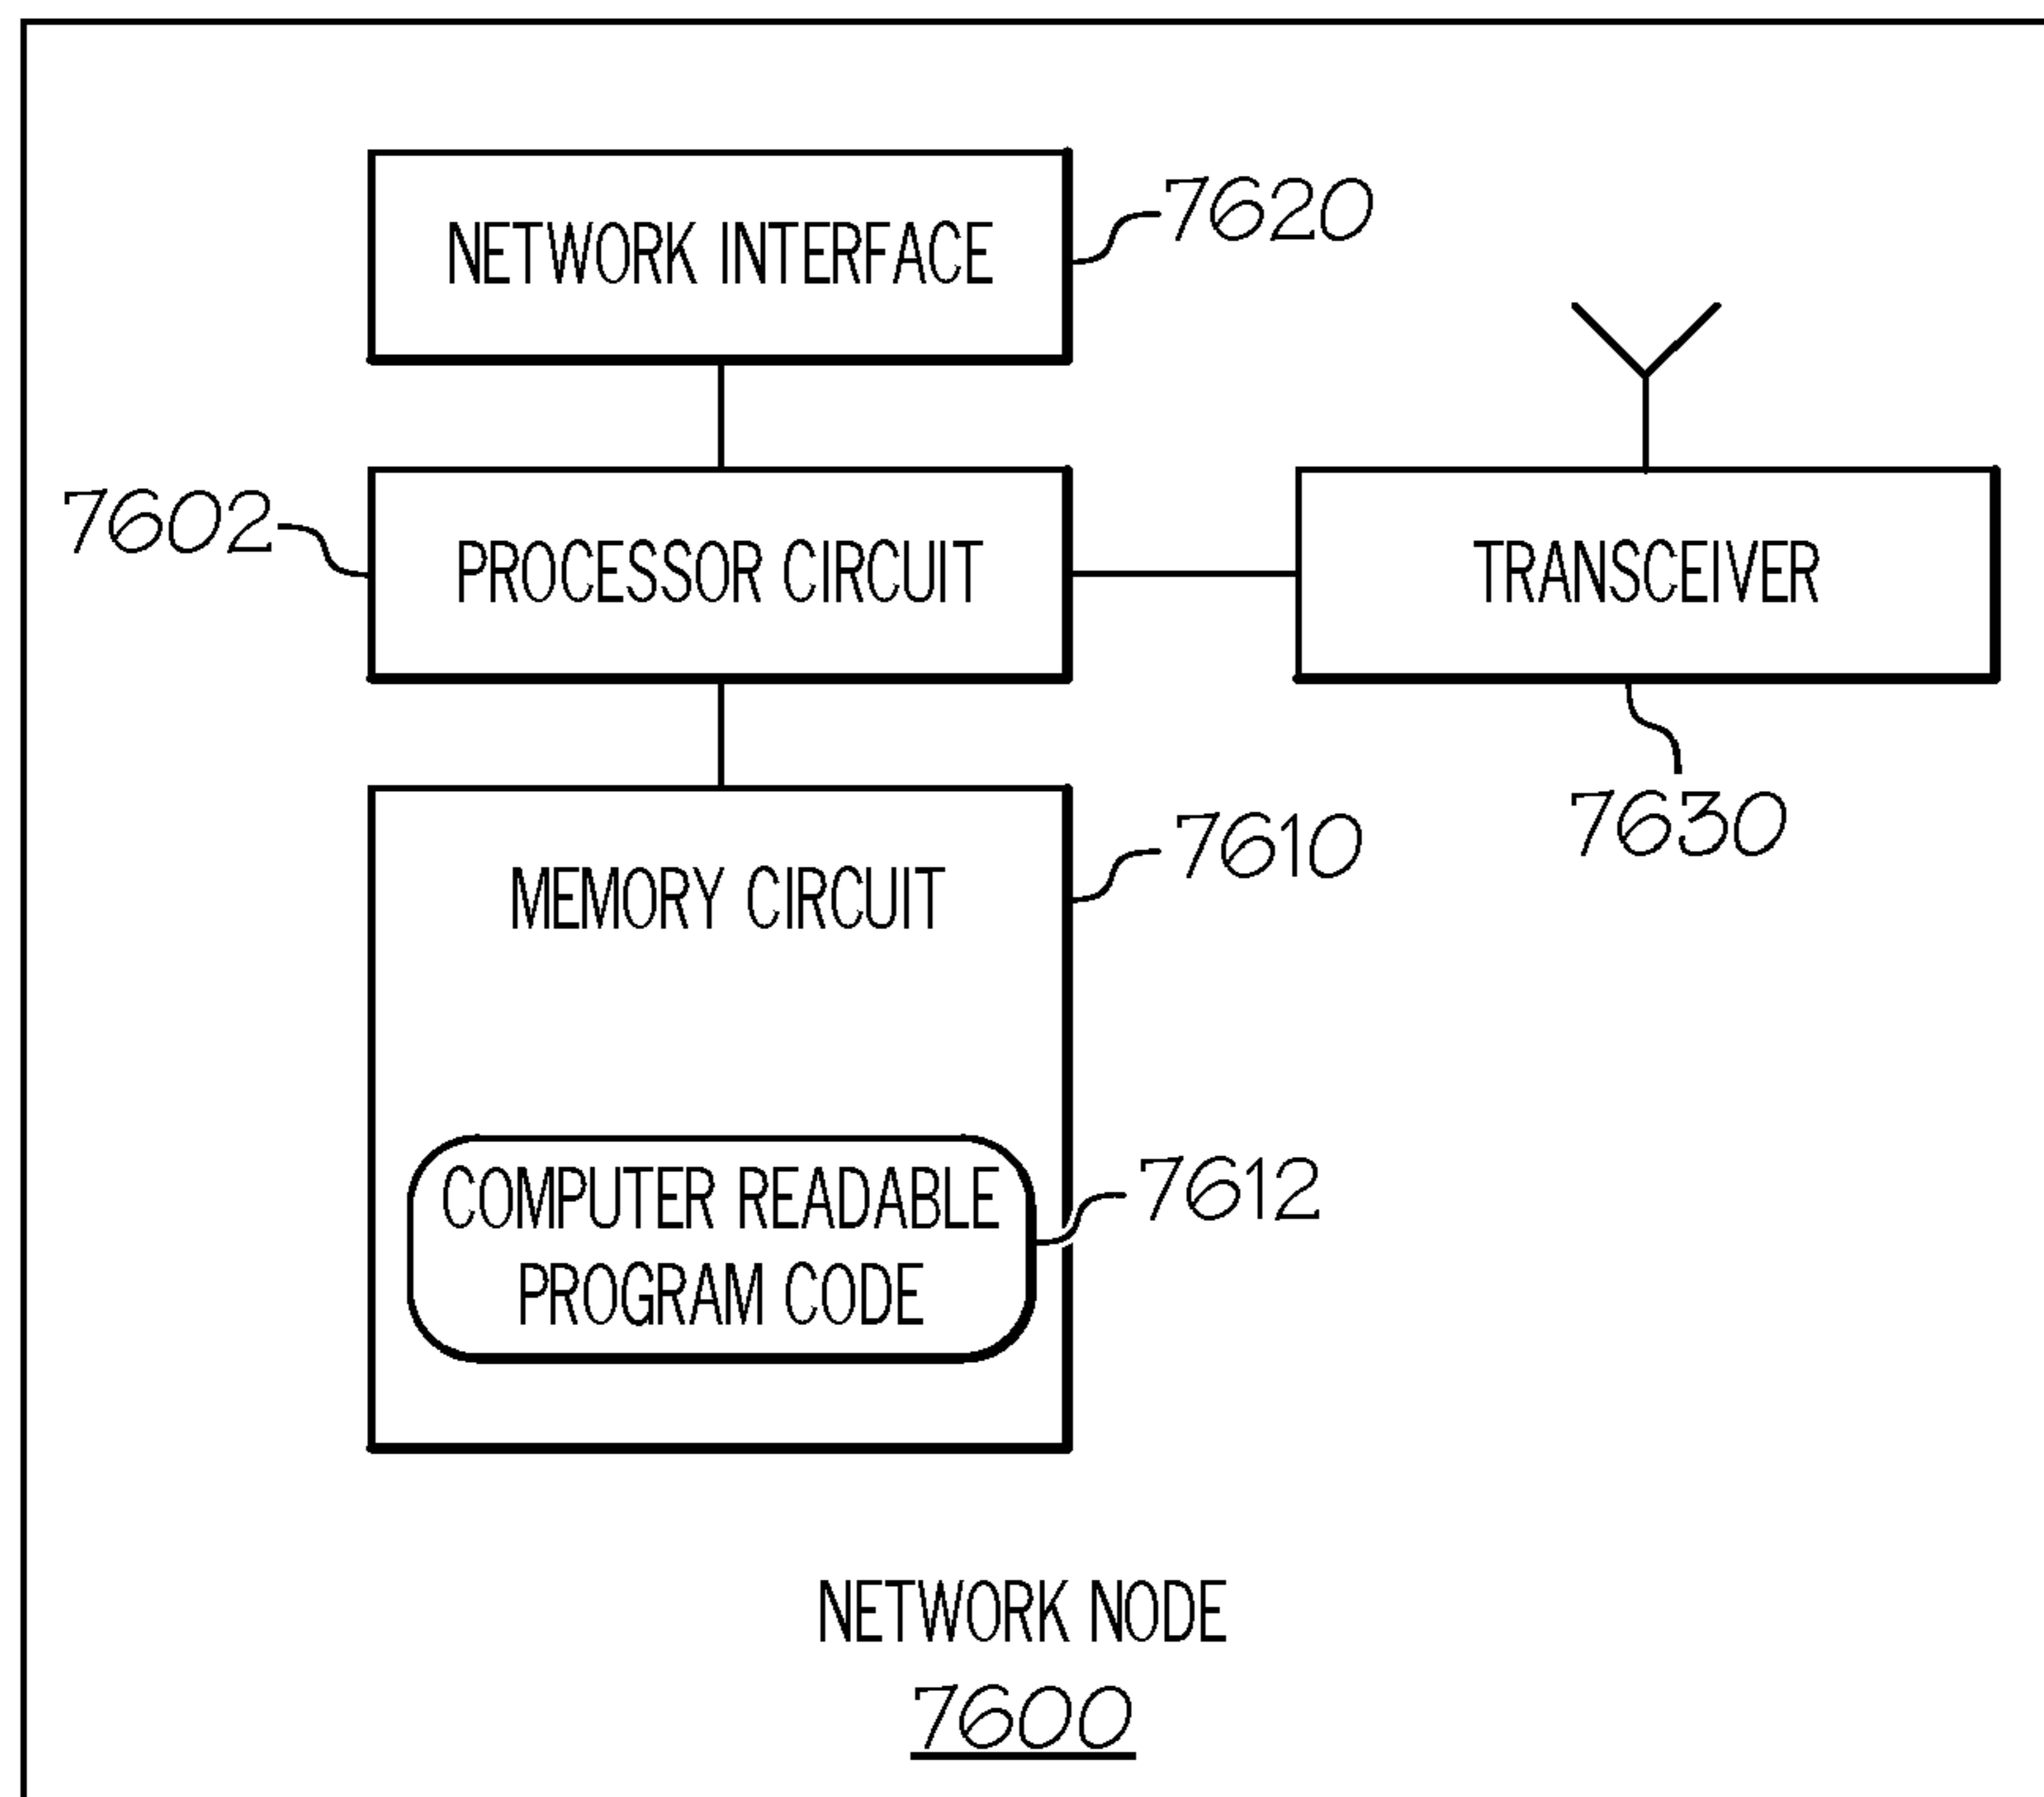 NETWORK INTERFACE
7620
7602
PROCESSOR CIRCUIT
TRANSCEIVER
7630
MEMORY CIRCUIT
7610
COMPUTER READABLE
PROGRAM CODE
7612
NETWORK NODE
7600